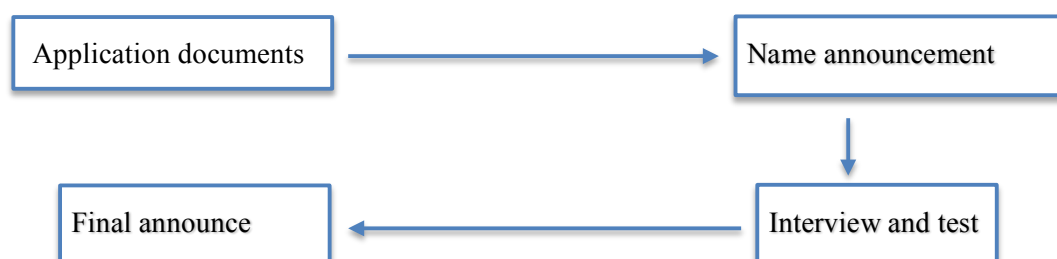 Application documents
Name announcement
Interview and test
Final announce